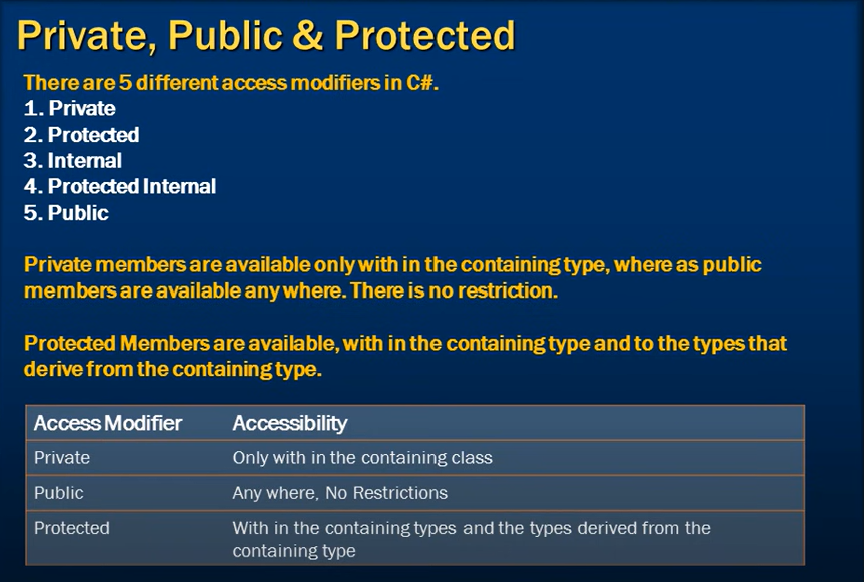 Private, Public & Protected
There are 5 different access modifiers in C#.
1. Private
2. Protected
3. Internal
4. Protected Internal
5. Public
Private members are available only with in the containing type, where as public
members are available any where. There is no restriction.
Protected Members are available, with in the containing type and to the types that
derive from the containing type.
Access Modifier Accessibility
Private Only with in the containing class
Public Any where, No Restrictions
Protected With in the containing types and the types derived from the
containing type